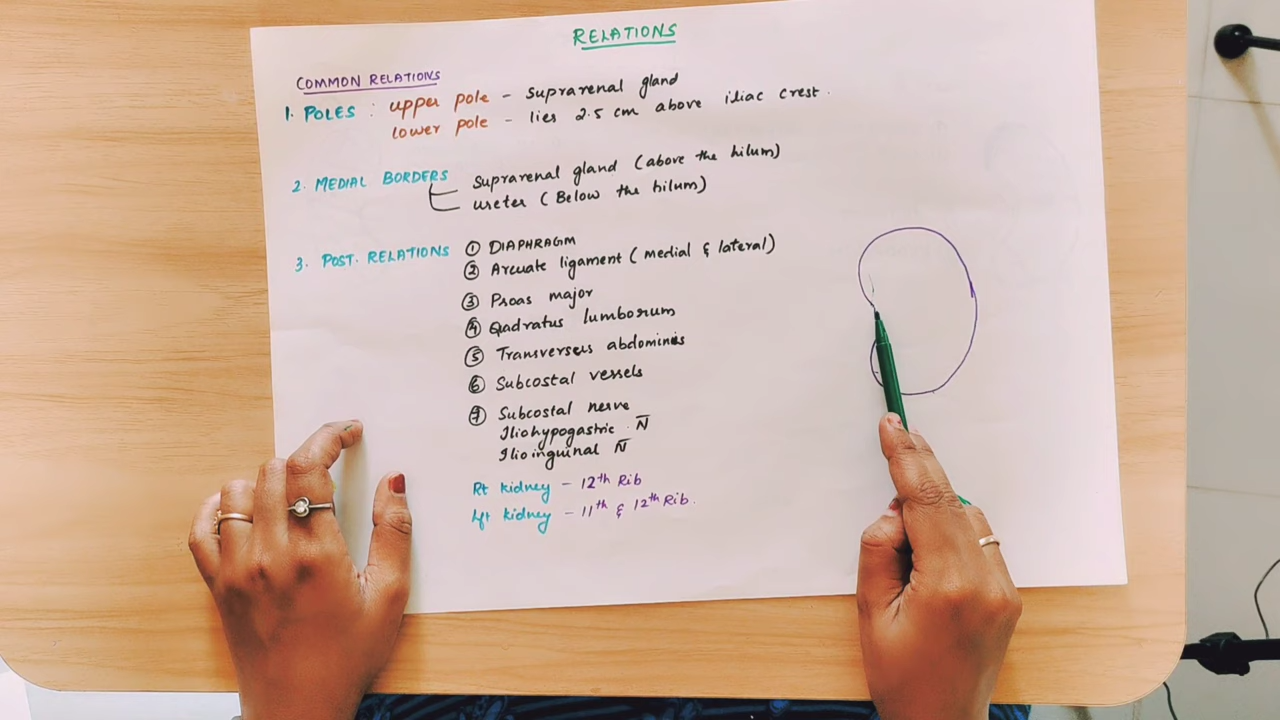 RELATIONS
COMMON RELATIONS
1. POLES : upper pole - suprarenal gland
lower pole - lies 2.5 cm above iliac crest.
2. MEDIAL BORDERS
Suprarenal gland (above the hilum)
ureter (Below the hilum)
3. POST. RELATIONS
① DIAPHRAGM
② Arcuate ligament (medial & lateral)
③ Psoas major
④ Qadratus lumborum
⑤ Transversus abdominis
⑥ Subcostal vessels
⑦ Subcostal nerve
Iliohypogastric N̅
Ilioinguinal N̅
Rt kidney - 12th Rib
Lft kidney - 11th & 12th Rib.